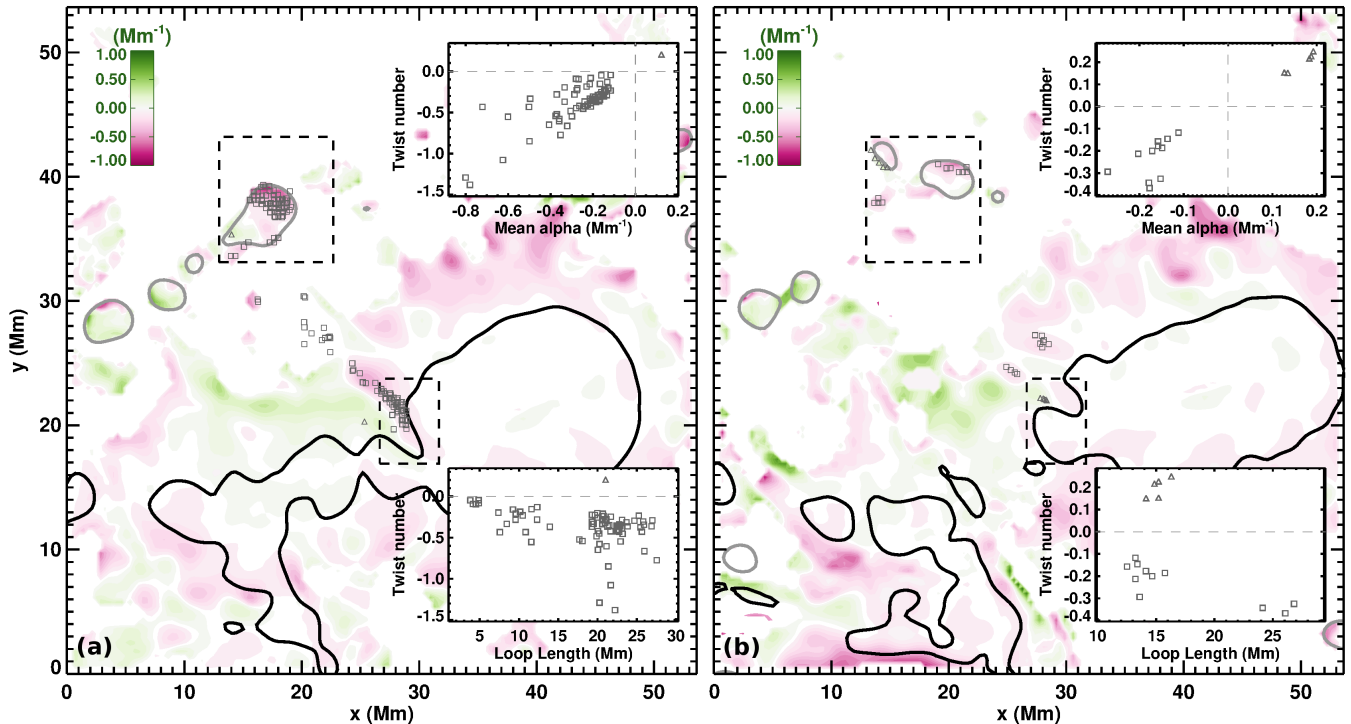 (Mm⁻¹)
1.00
0.50
0.00
-0.50
-1.00
0.0
-0.5
-1.0
-1.5
Twist number
-0.8 -0.6 -0.4 -0.2 0.0 0.2
Mean alpha (Mm⁻¹)
0.0
-0.5
-1.0
-1.5
Twist number
5 10 15 20 25 30
Loop Length (Mm)
50
40
30
20
10
0
y (Mm)
(a)
0 10 20 30 40 50
x (Mm)
(Mm⁻¹)
1.00
0.50
0.00
-0.50
-1.00
0.2
0.1
0.0
-0.1
-0.2
-0.3
-0.4
Twist number
-0.2 -0.1 0.0 0.1 0.2
Mean alpha (Mm⁻¹)
0.2
0.1
0.0
-0.1
-0.2
-0.3
-0.4
Twist number
10 15 20 25
Loop Length (Mm)
(b)
0 10 20 30 40 50
x (Mm)